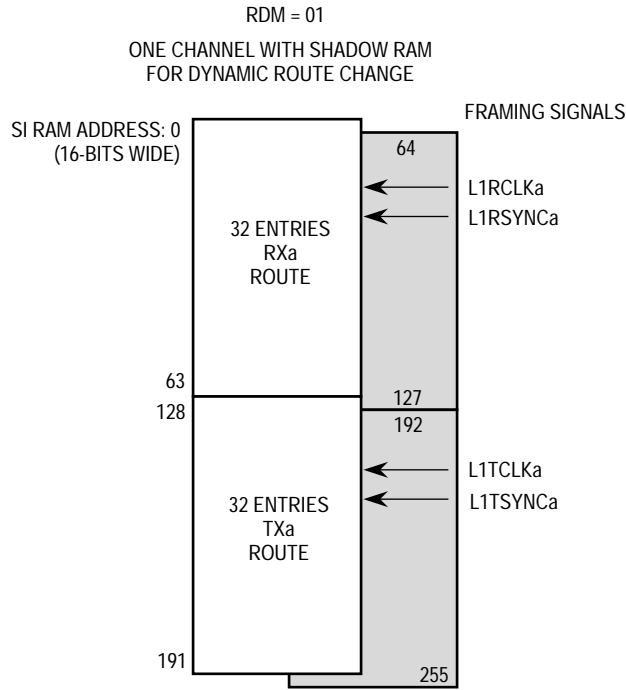 RDM = 01
ONE CHANNEL WITH SHADOW RAM
FOR DYNAMIC ROUTE CHANGE
FRAMING SIGNALS
SI RAM ADDRESS: 0
(16-BITS WIDE)
64
L1RCLKa
L1RSYNCa
32 ENTRIES
RXa
ROUTE
63
127
128
192
L1TCLKa
L1TSYNCa
32 ENTRIES
TXa
ROUTE
191
255